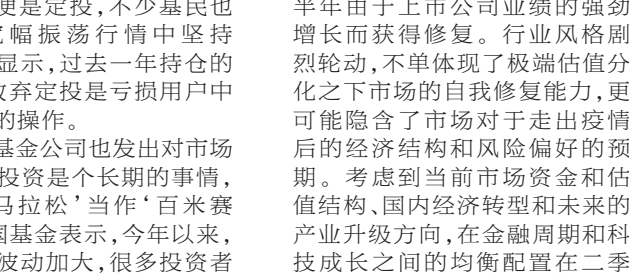 更是定投,不少基民也
幅振荡行情中坚持
显示,过去一年持仓的
放弃定投是亏损用户中
的操作。
基金公司也发出对市场
投资是个长期的事情,
马拉松’当作‘百米赛
国基金表示,今年以来,
波动加大,很多投资者
半年由于上市公司业绩的强劲
增长而获得修复。行业风格剧
烈轮动,不单体现了极端估值分
化之下市场的自我修复能力,更
可能隐含了市场对于走出疫情
后的经济结构和风险偏好的预
期。考虑到当前市场资金和估
值结构、国内经济转型和未来的
产业升级方向,在金融周期和科
技成长之间的均衡配置在二季